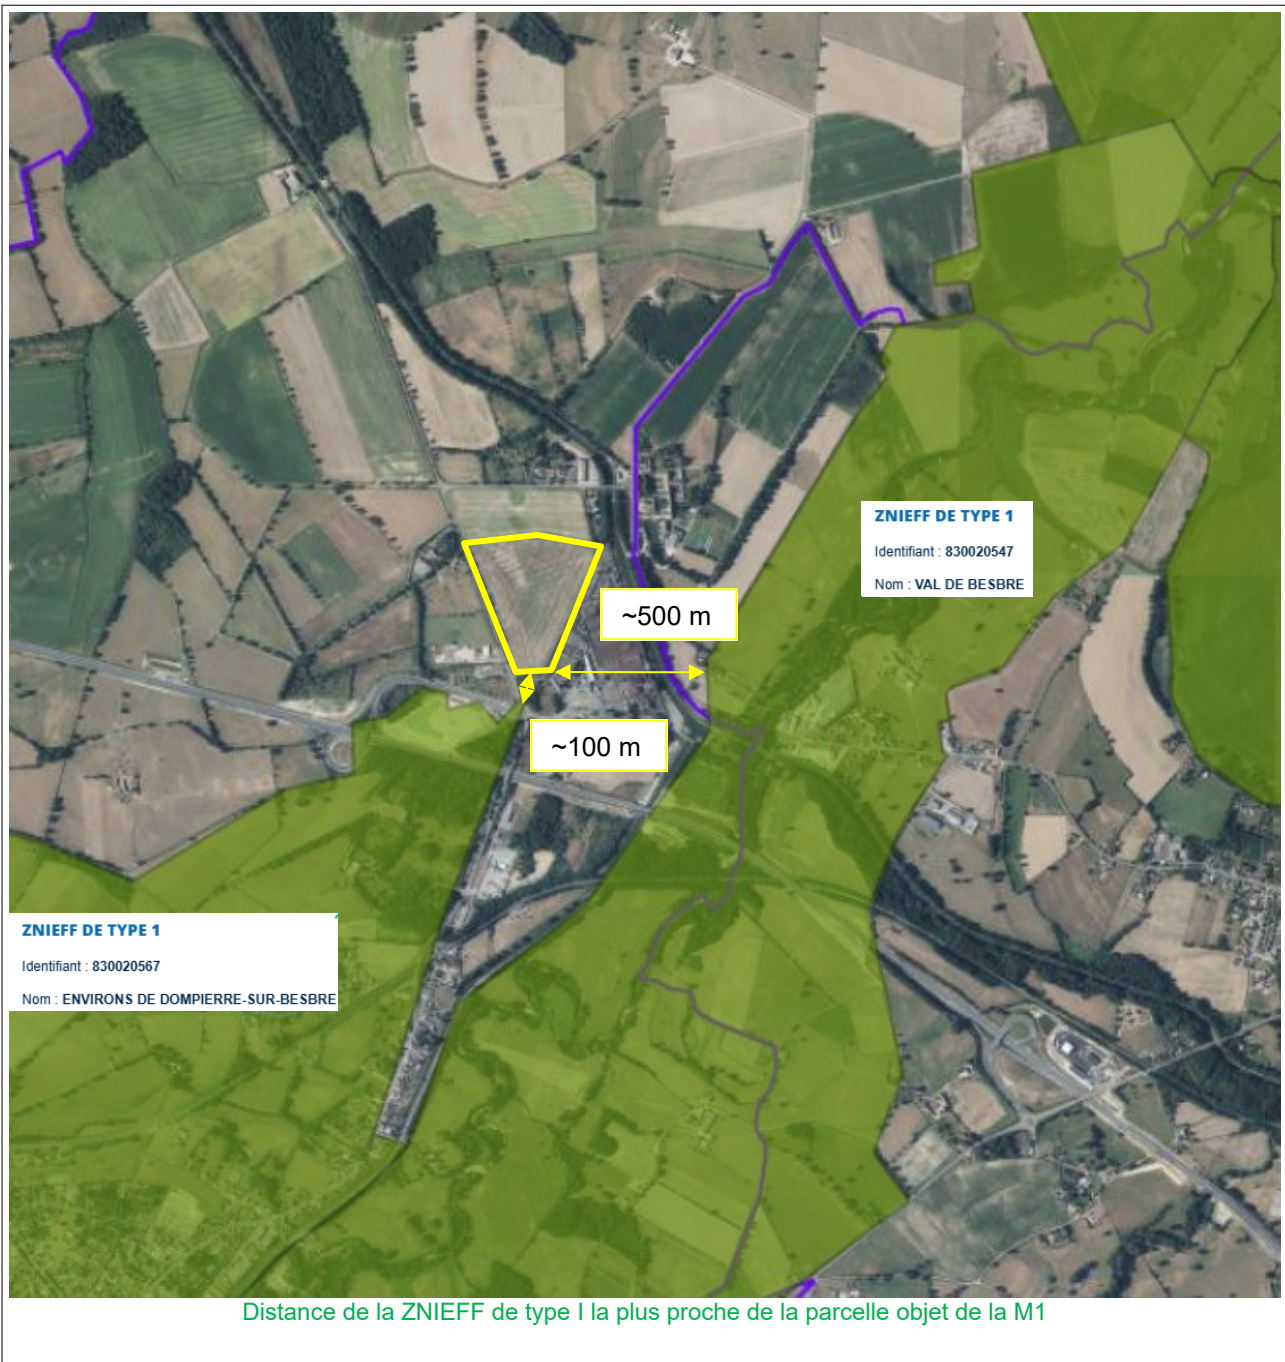 ZNIEFF DE TYPE 1
Identifiant : 830020547
Nom : VAL DE BESBRE
~500 m
~100 m
ZNIEFF DE TYPE 1
Identifiant : 830020567
Nom : ENVIRONS DE DOMPIERRE-SUR-BESBRE
Distance de la ZNIEFF de type I la plus proche de la parcelle objet de la M1